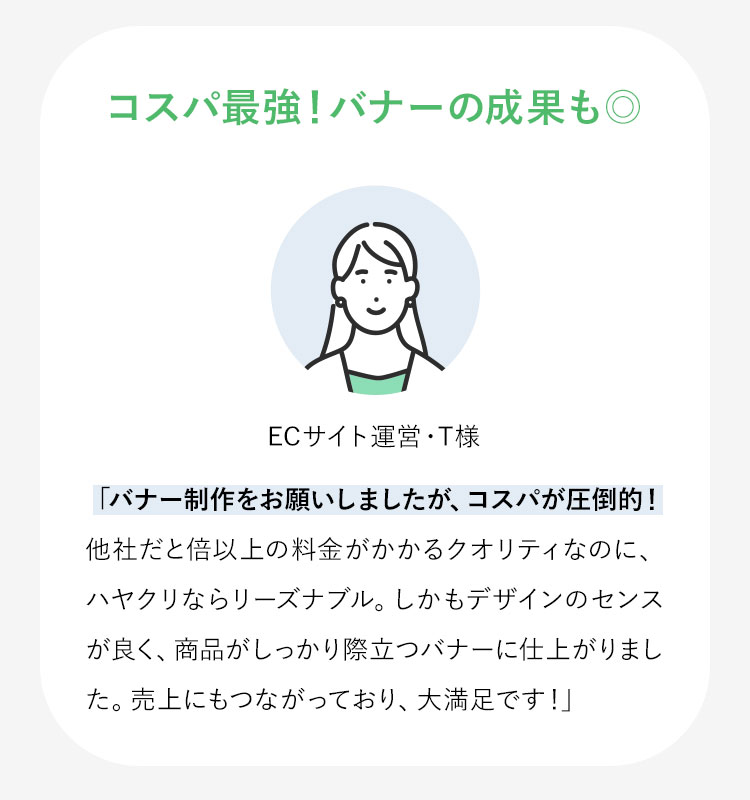 コスパ最強！バナーの成果も◎
ECサイト運営・T様
「バナー制作をお願いしましたが、コスパが圧倒的！
他社だと倍以上の料金がかかるクオリティなのに、
ハヤクリならリーズナブル。しかもデザインのセンス
が良く、商品がしっかり際立つバナーに仕上がりまし
た。売上にもつながっており、大満足です！」